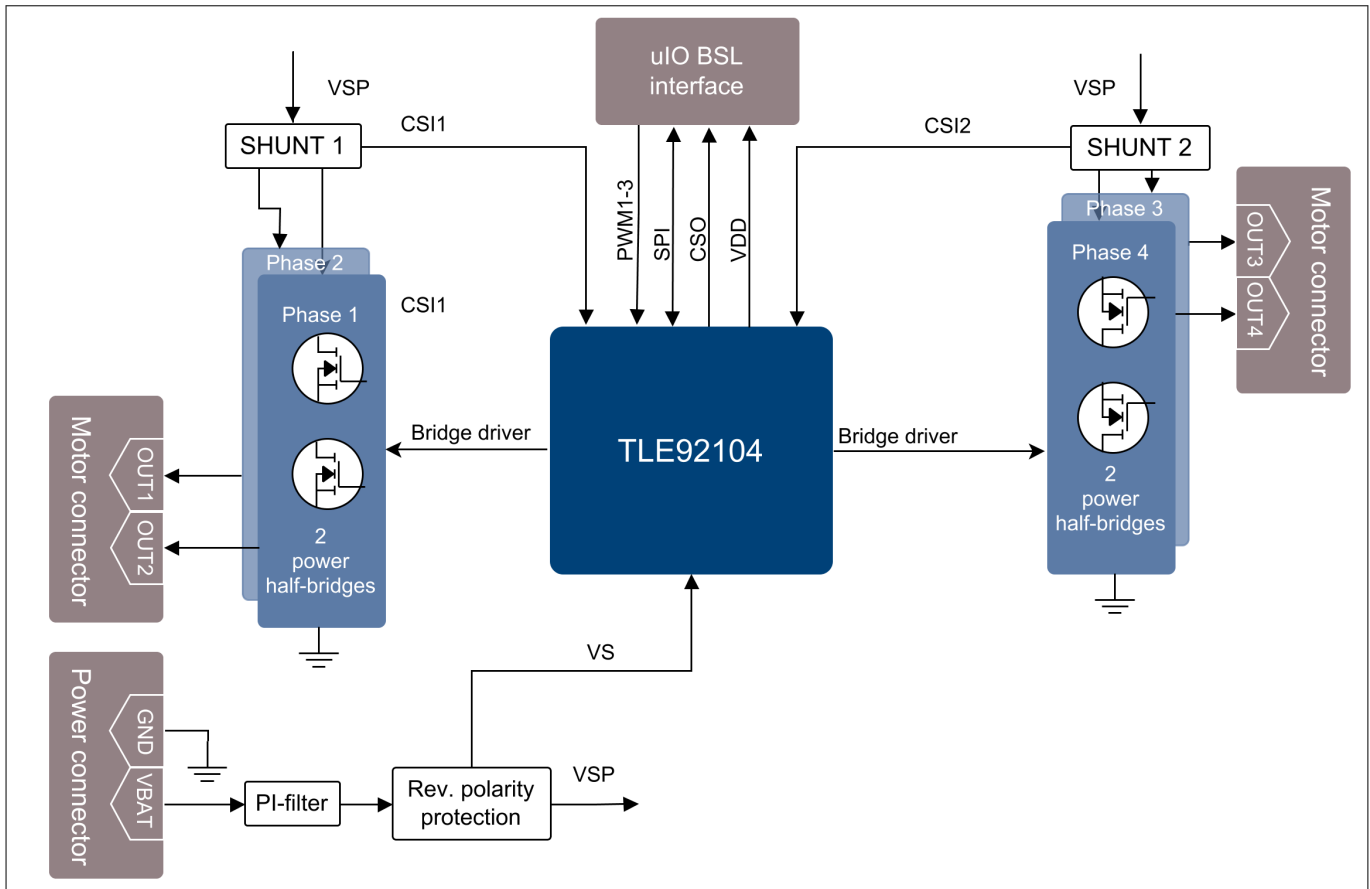 uIO BSL
interface
VSP
SHUNT 1
CSI1
PWM1-3
SPI
CSO
VDD
CSI2
VSP
SHUNT 2
Phase 2
Phase 1
CSI1
2
power
half-bridges
Motor connector
OUT1
OUT2
Bridge driver
TLE92104
Bridge driver
Phase 3
Phase 4
2
power
half-bridges
Motor connector
OUT3
OUT4
VS
Power connector
GND
VBAT
PI-filter
Rev. polarity
protection
VSP